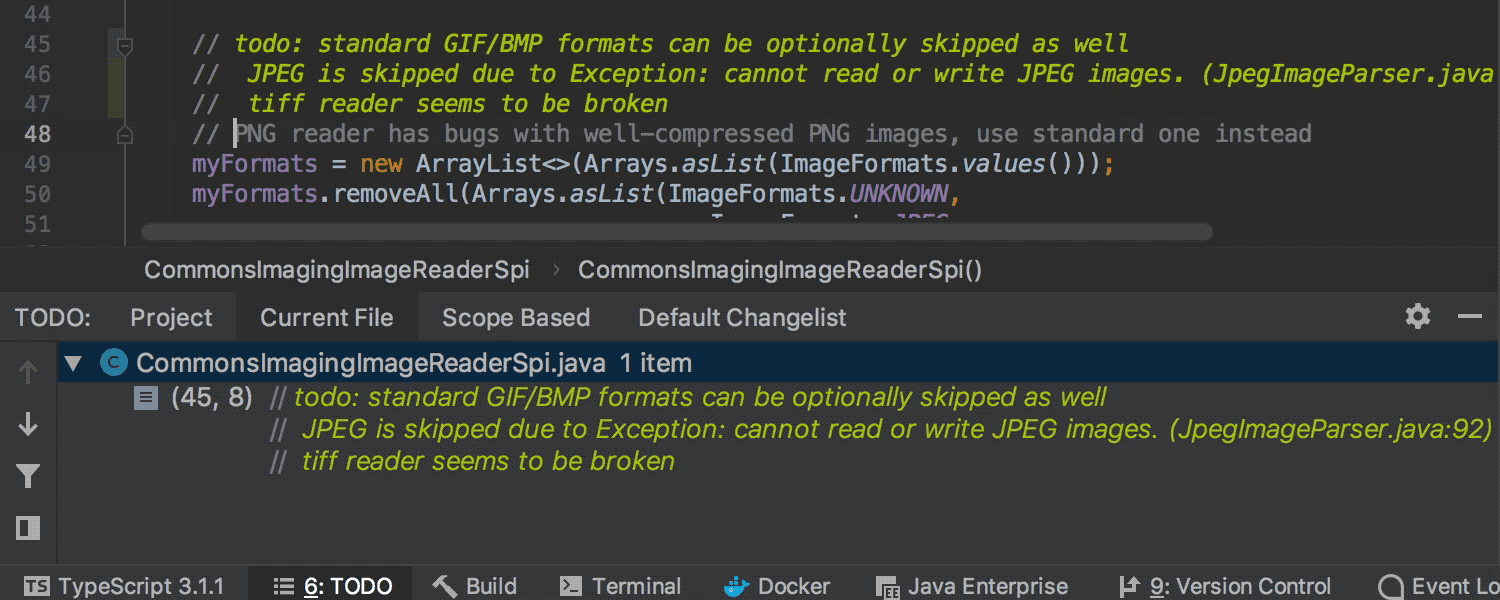 44
45 // todo: standard GIF/BMP formats can be optionally skipped as well
46 //  JPEG is skipped due to Exception: cannot read or write JPEG images. (JpegImageParser.java
47 //  tiff reader seems to be broken
48 // PNG reader has bugs with well-compressed PNG images, use standard one instead
49 myFormats = new ArrayList<>(Arrays.asList(ImageFormats.values()));
50 myFormats.removeAll(Arrays.asList(ImageFormats.UNKNOWN,
51
CommonsImagingImageReaderSpi › CommonsImagingImageReaderSpi()
TODO: Project Current File Scope Based Default Changelist
C CommonsImagingImageReaderSpi.java 1 item
(45, 8) // todo: standard GIF/BMP formats can be optionally skipped as well
//  JPEG is skipped due to Exception: cannot read or write JPEG images. (JpegImageParser.java:92)
//  tiff reader seems to be broken
TS TypeScript 3.1.1 6: TODO Build Terminal Docker EE Java Enterprise 9: Version Control Event Lo